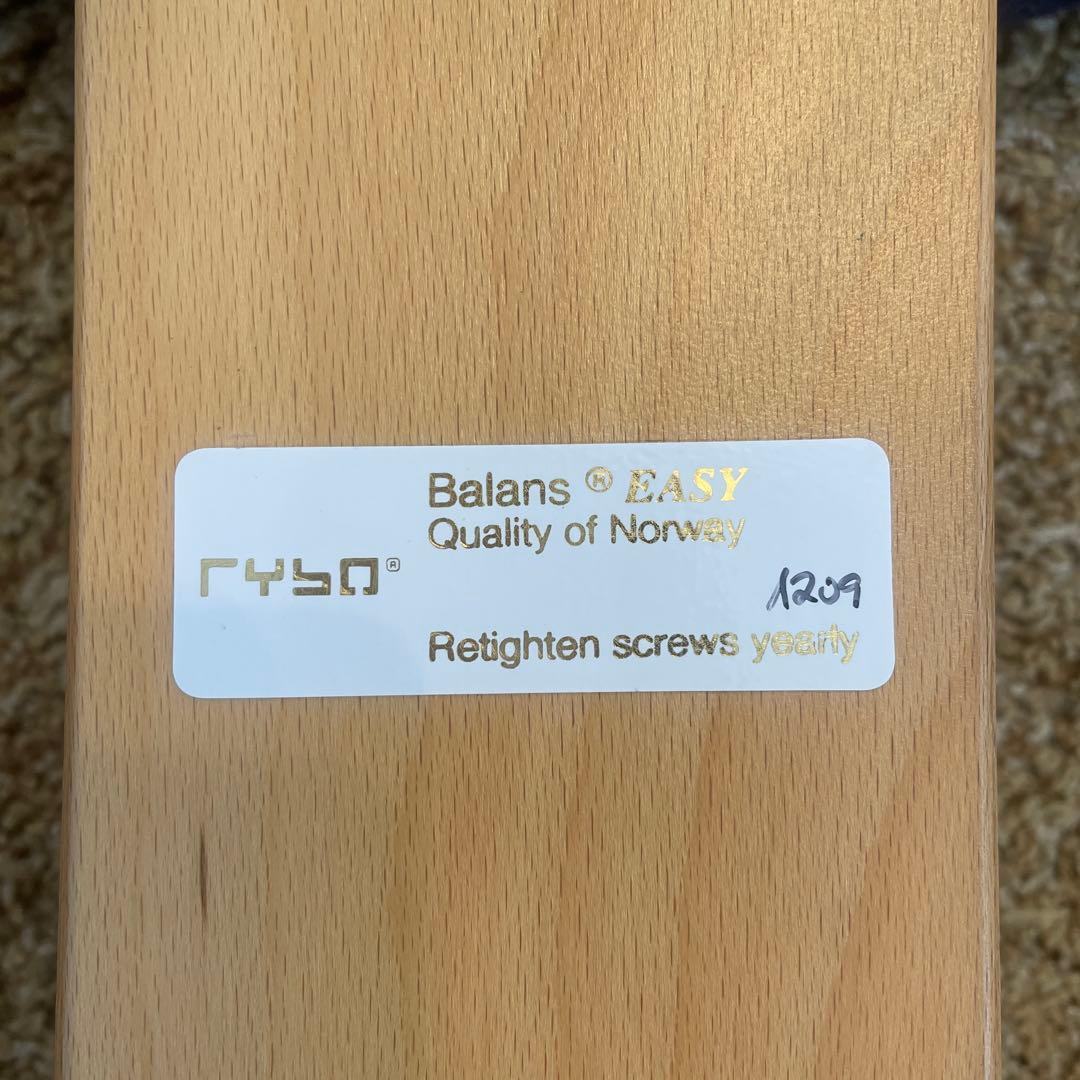 Balans ® EASY
Quality of Norway
rybo®
1209
Retighten screws yearly